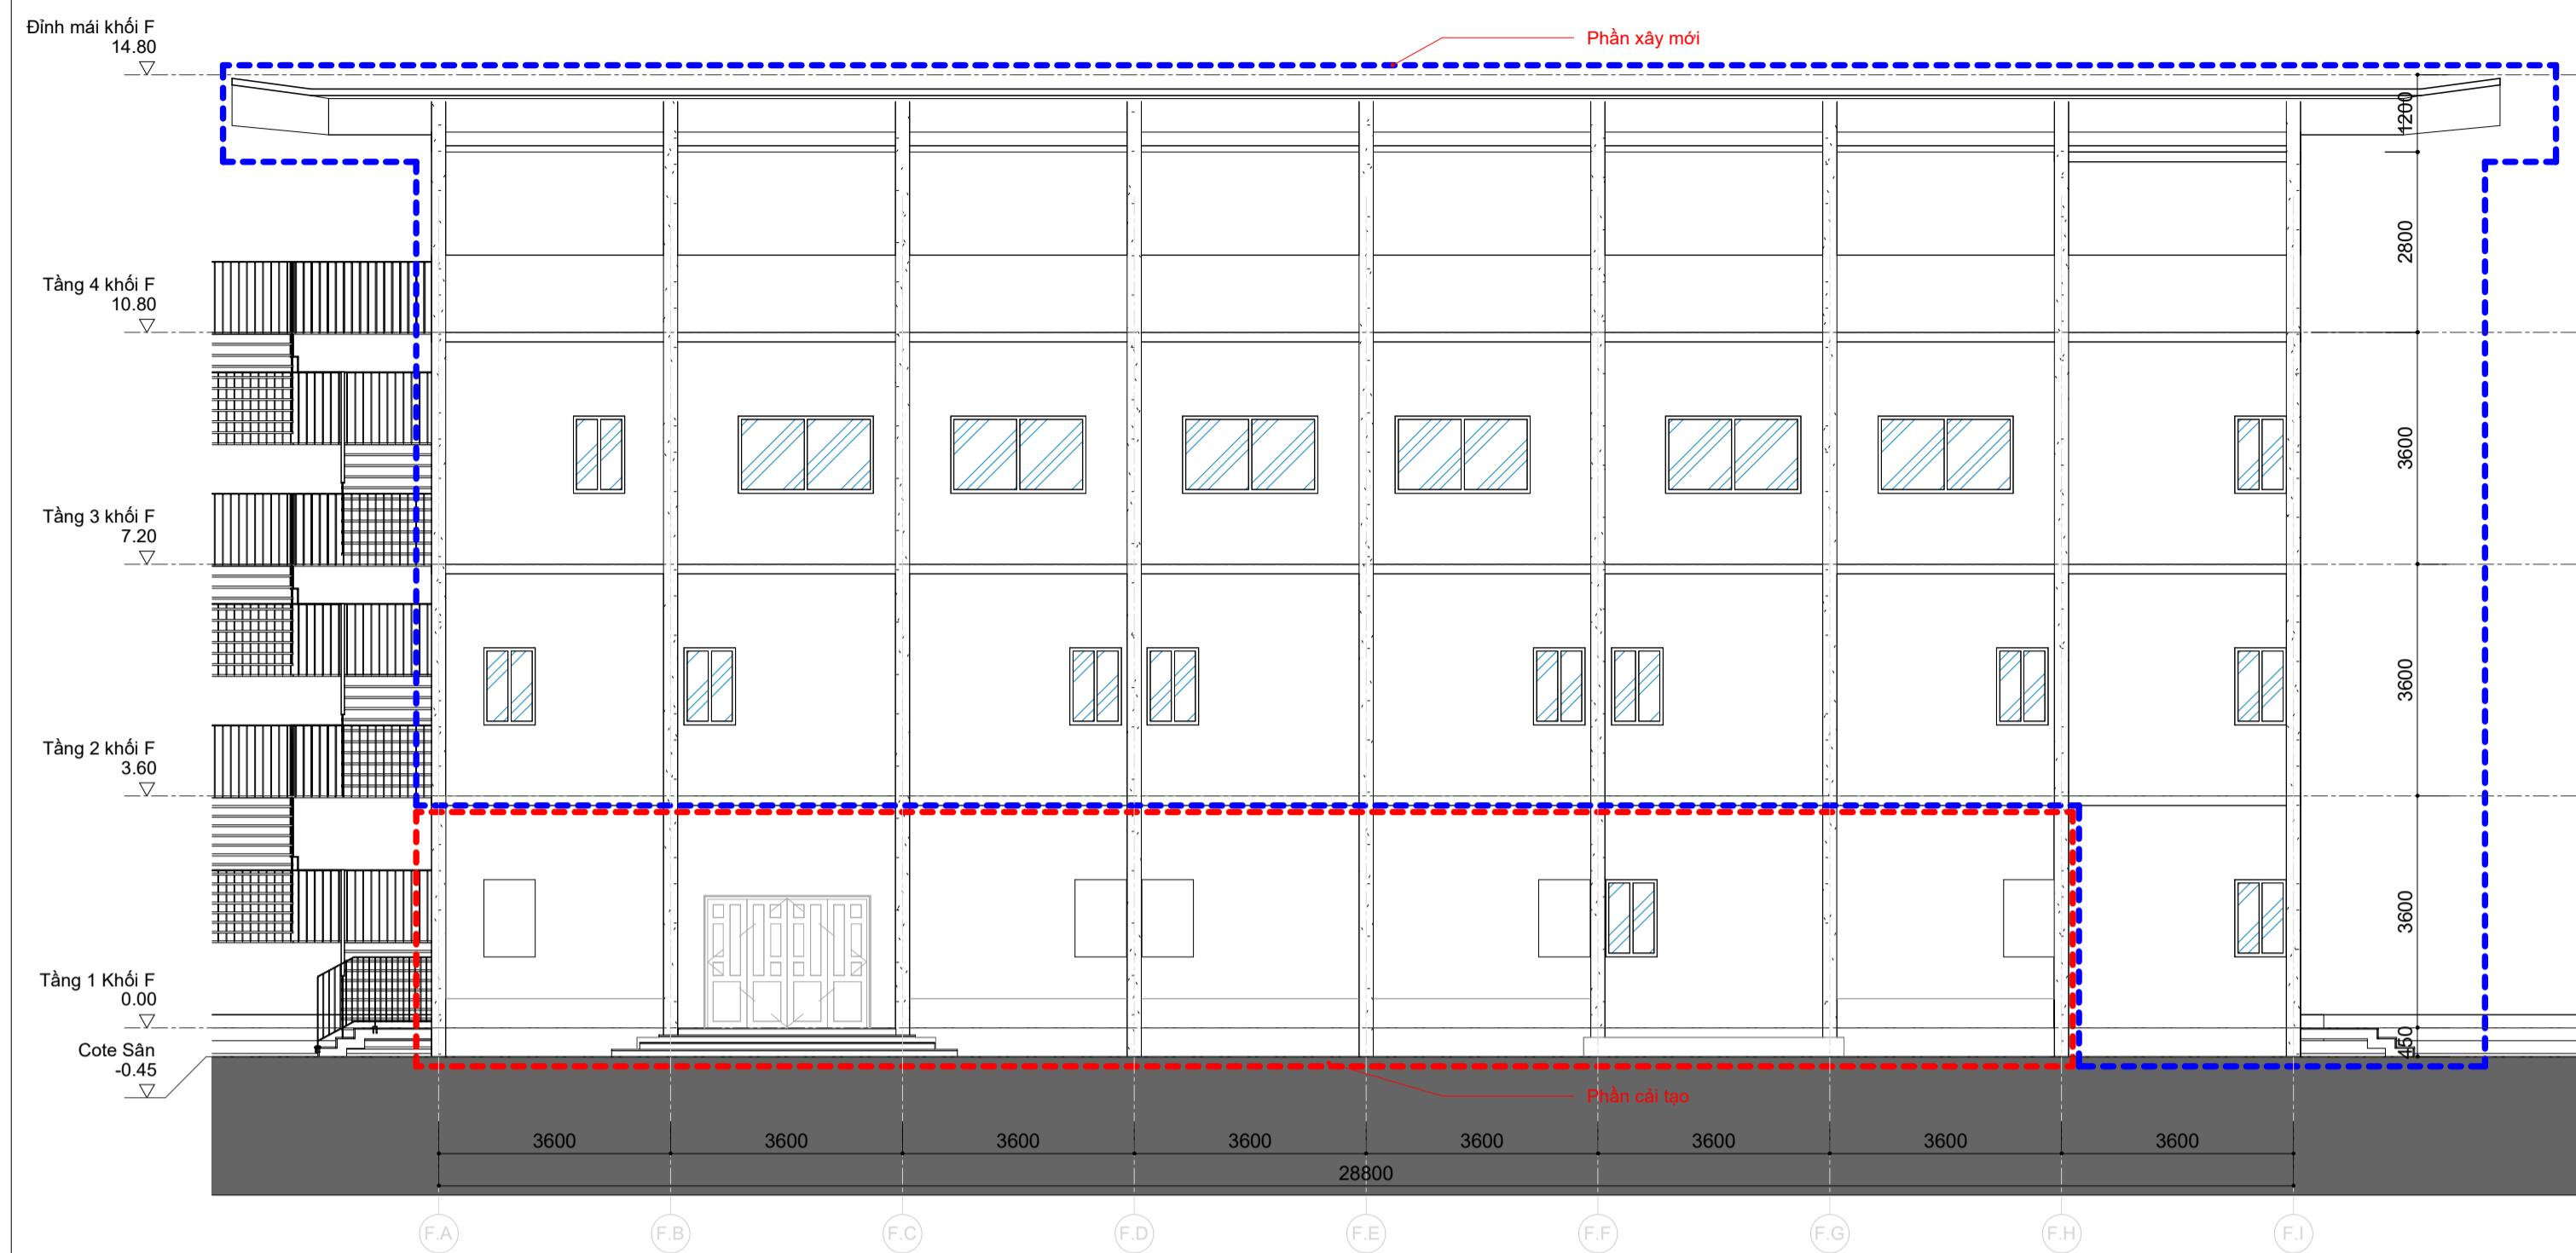 Đỉnh mái khối F
14.80
Phần xây mới
1200
2800
Tầng 4 khối F
10.80
3600
Tầng 3 khối F
7.20
3600
Tầng 2 khối F
3.60
3600
Tầng 1 Khối F
0.00
450
Cote Sân
-0.45
Phần cải tạo
3600 3600 3600 3600 3600 3600 3600 3600
28800
F.A F.B F.C F.D F.E F.F F.G F.H F.I